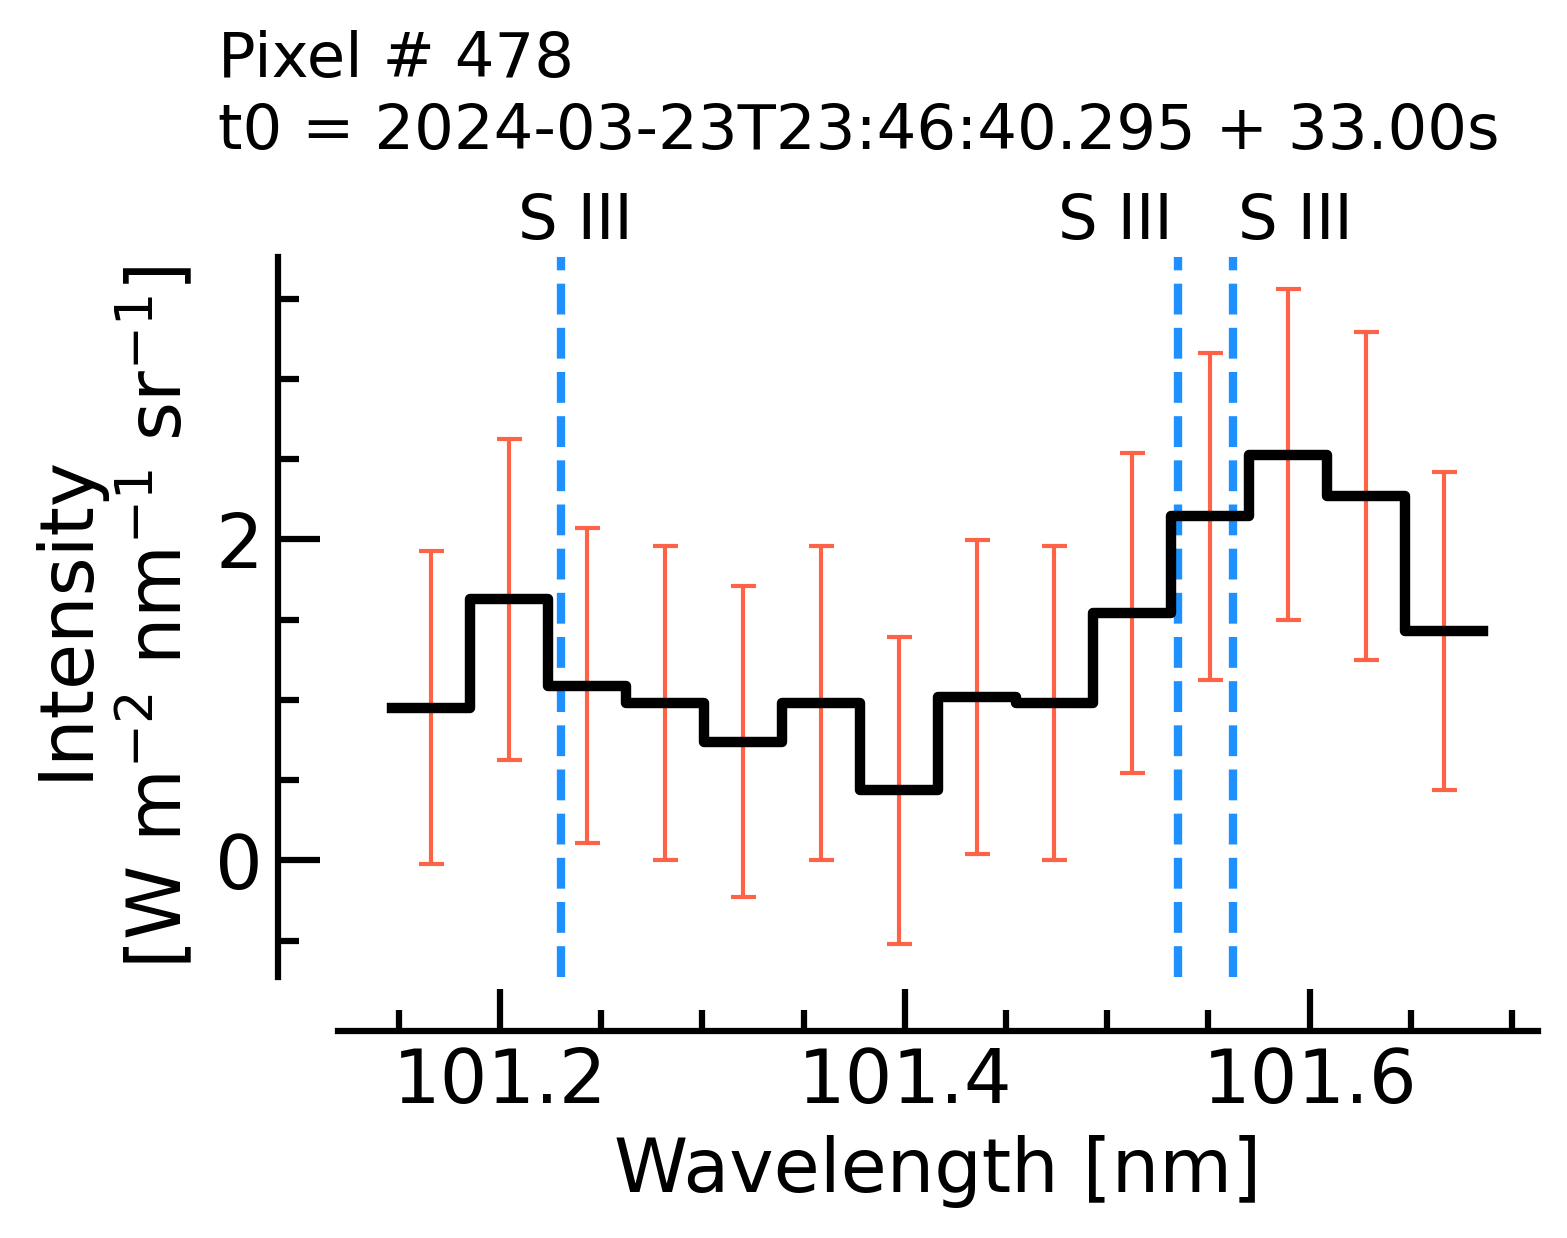 Pixel # 478
t0 = 2024-03-23T23:46:40.295 + 33.00s
S III S III S III
Intensity
[W m⁻² nm⁻¹ sr⁻¹]
2
0
101.2 101.4 101.6
Wavelength [nm]